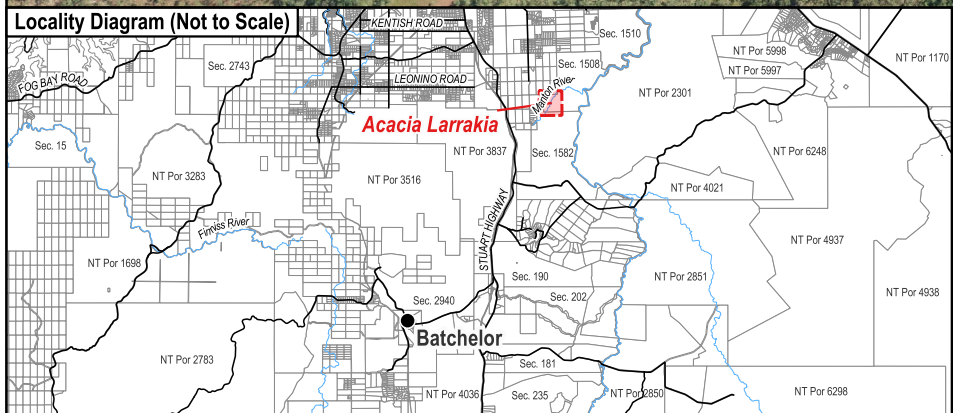 Locality Diagram (Not to Scale)
KENTISH ROAD
Sec. 1510
NT Por 5998
NT Por 1170
Sec. 2743
Sec. 1508
NT Por 5997
FOG BAY ROAD
LEONINO ROAD
Manton River
NT Por 2301
Acacia Larrakia
Sec. 15
NT Por 3837
Sec. 1582
NT Por 6248
NT Por 3283
NT Por 3516
NT Por 4021
Finniss River
STUART HIGHWAY
NT Por 4937
NT Por 1698
Sec. 190
NT Por 2851
NT Por 4938
Sec. 2940
Sec. 202
Batchelor
NT Por 2783
Sec. 181
NT Por 4036
Sec. 235
NT Por 2850
NT Por 6298